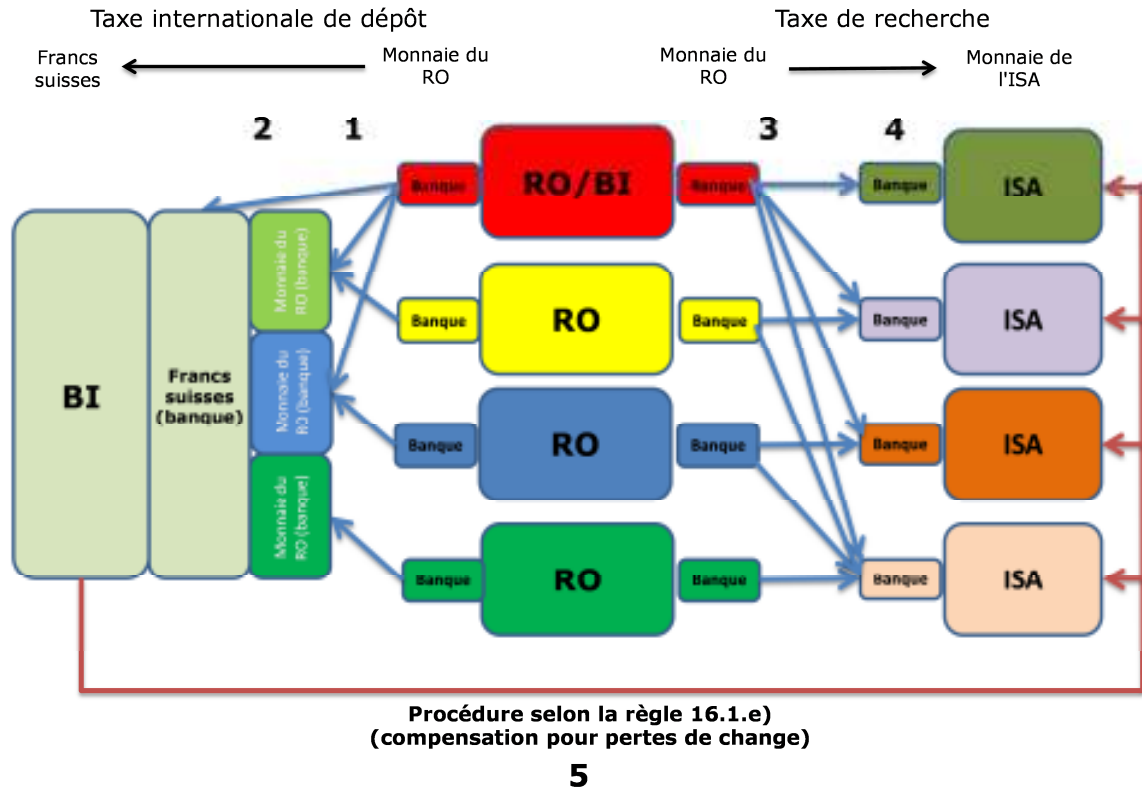 Taxe internationale de dépôt
Taxe de recherche
Francs
suisses
Monnaie du
RO
Monnaie du
RO
Monnaie de
l'ISA
2
1
3
4
Banque
RO/BI
Banque
Banque
ISA
BI
Francs
suisses
(banque)
Monnaie du
RO (banque)
Monnaie du
RO (banque)
Monnaie du
RO (banque)
Banque
RO
Banque
Banque
ISA
Banque
RO
Banque
Banque
ISA
Banque
RO
Banque
Banque
ISA
Procédure selon la règle 16.1.e)
(compensation pour pertes de change)
5